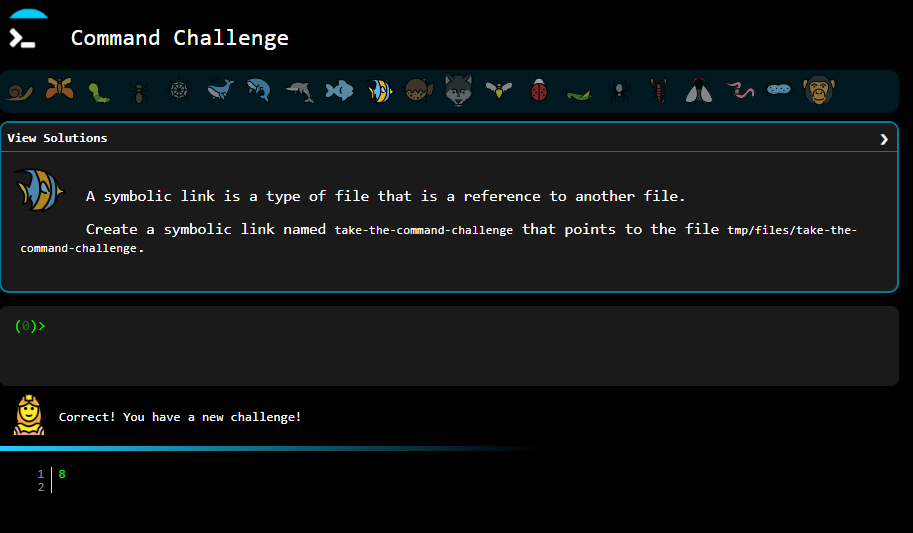 Command Challenge
View Solutions
A symbolic link is a type of file that is a reference to another file.
Create a symbolic link named take-the-command-challenge that points to the file tmp/files/take-the-
command-challenge.
(0)>
Correct! You have a new challenge!
1 8
2